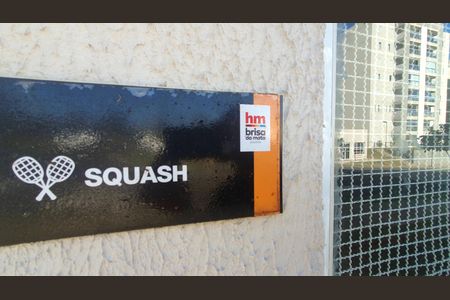 SQUASH
hm
brisa
da mata